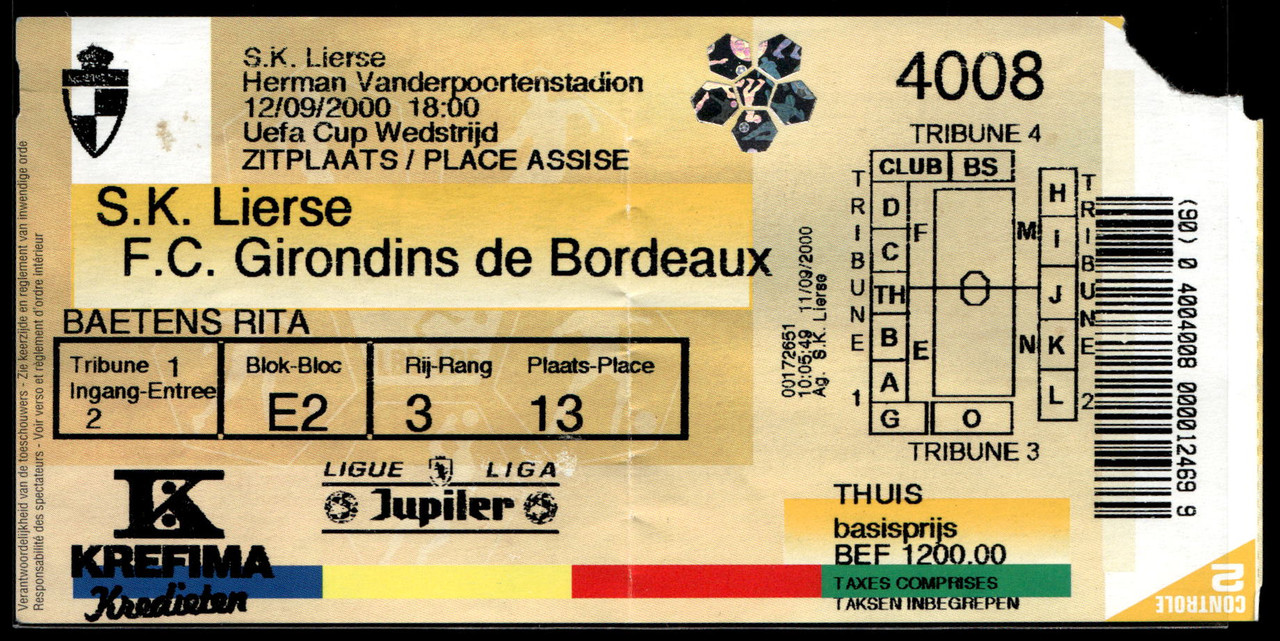 S.K. Lierse
Herman Vanderpoortenstadion
12/09/2000 18:00
Uefa Cup Wedstrijd
ZITPLAATS / PLACE ASSISE
S.K. Lierse
F.C. Girondins de Bordeaux
BAETENS RITA
Tribune 1
Ingang-Entree
2
Blok-Bloc
E2
Rij-Rang
3
Plaats-Place
13
LIGUE LIGA
Jupiler
K
KREFIMA
Kredieten
Verantwoordelijkheid van de toeschouwers - Zie keerzijde en reglement van inwendige orde
Responsabilité des spectateurs - Voir verso et règlement d'ordre intérieur
4008
TRIBUNE 4
CLUB BS
TRIBUNE 1
D
C
TH
B
A
G
F
E
M
N
O
H
I
J
K
L
TRIBUNE 2
TRIBUNE 3
00172651
10:05:49 11/09/2000
Ag. S.K. Lierse
THUIS
basisprijs
BEF 1200.00
TAXES COMPRISES
TAKSEN INBEGREPEN
(90) 0 404008 000012469 9
CONTROLE
2